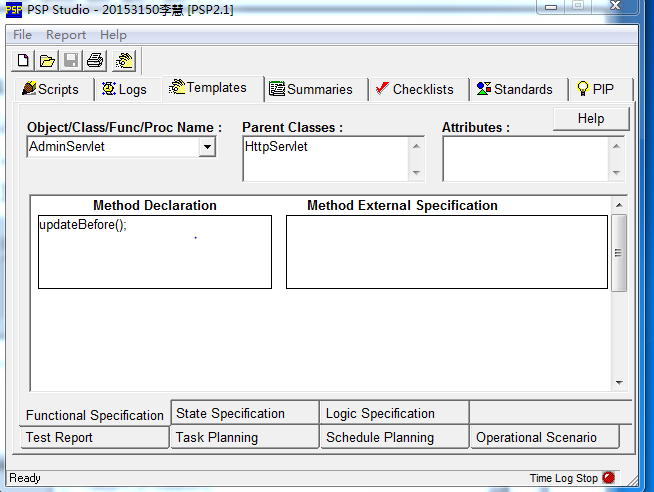 PSP PSP Studio - 20153150李慧 [PSP2.1]
File Report Help
Scripts Logs Templates Summaries Checklists Standards PIP
Help
Object/Class/Func/Proc Name : Parent Classes : Attributes :
AdminServlet HttpServlet
Method Declaration Method External Specification
updateBefore();
Functional Specification State Specification Logic Specification
Test Report Task Planning Schedule Planning Operational Scenario
Ready Time Log Stop